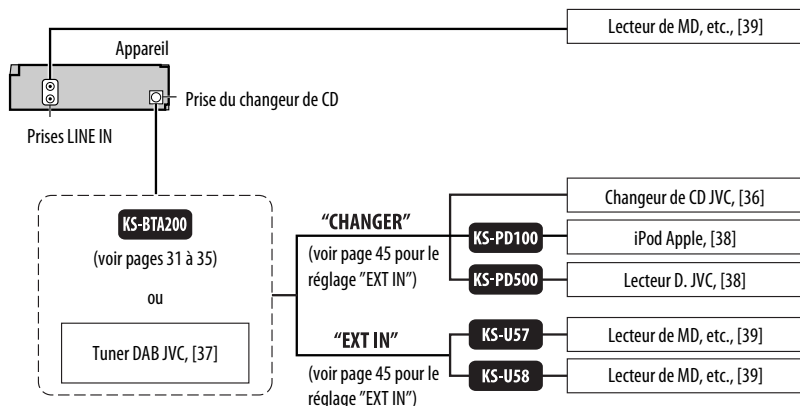 Lecteur de MD, etc., [39]
Appareil
Prise du changeur de CD
Prises LINE IN
KS-BTA200
(voir pages 31 à 35)
ou
Tuner DAB JVC, [37]
“CHANGER”
(voir page 45 pour le
réglage “EXT IN”)
Changeur de CD JVC, [36]
KS-PD100
iPod Apple, [38]
KS-PD500
Lecteur D. JVC, [38]
“EXT IN”
(voir page 45 pour le
réglage “EXT IN”)
KS-U57
Lecteur de MD, etc., [39]
KS-U58
Lecteur de MD, etc., [39]